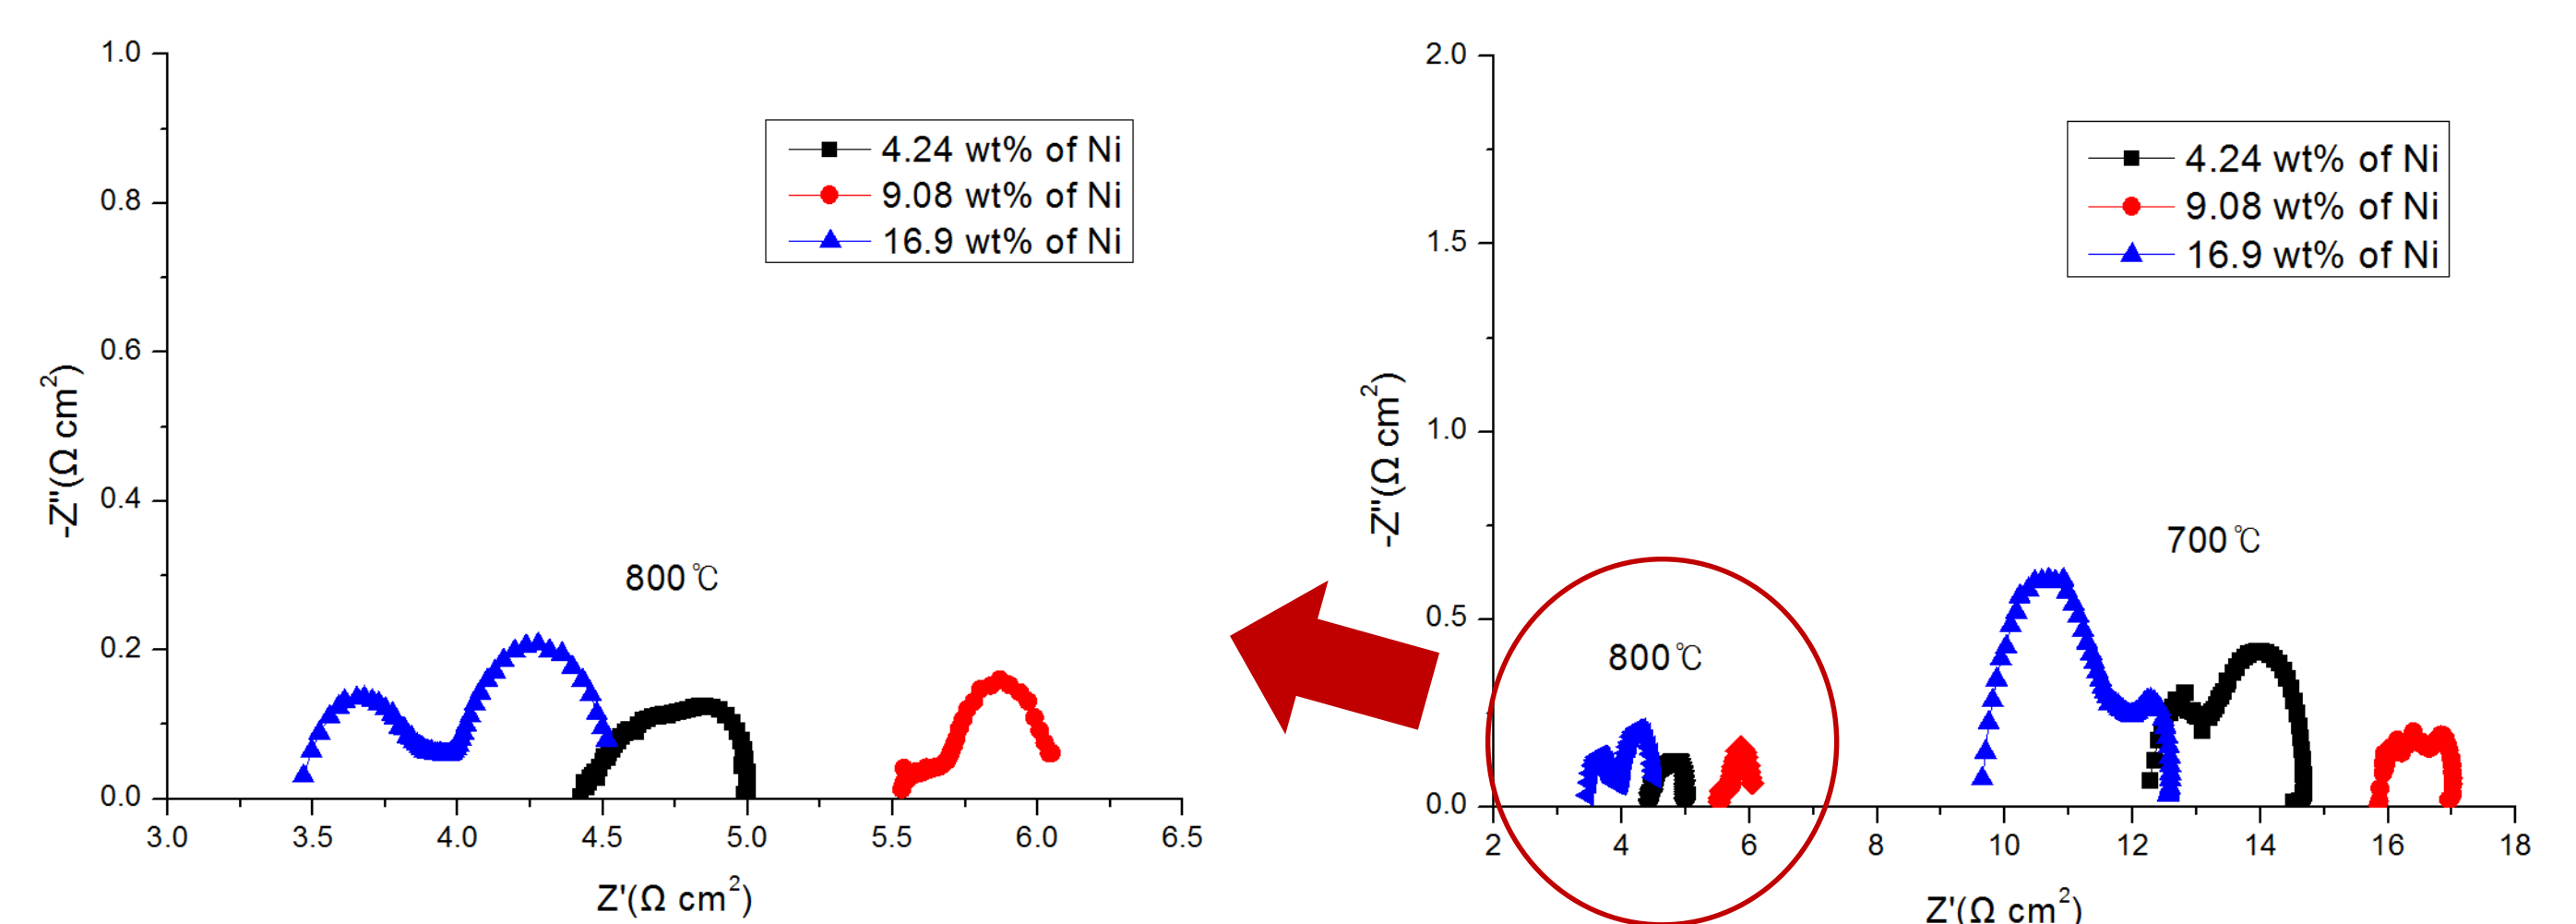 1.0
0.8
0.6
0.4
0.2
0.0
-Z"(Ω cm²)
4.24 wt% of Ni
9.08 wt% of Ni
16.9 wt% of Ni
800℃
3.0 3.5 4.0 4.5 5.0 5.5 6.0 6.5
Z'(Ω cm²)
2.0
1.5
1.0
0.5
0.0
-Z"(Ω cm²)
4.24 wt% of Ni
9.08 wt% of Ni
16.9 wt% of Ni
700℃
800℃
2 4 6 8 10 12 14 16 18
Z'(Ω cm²)